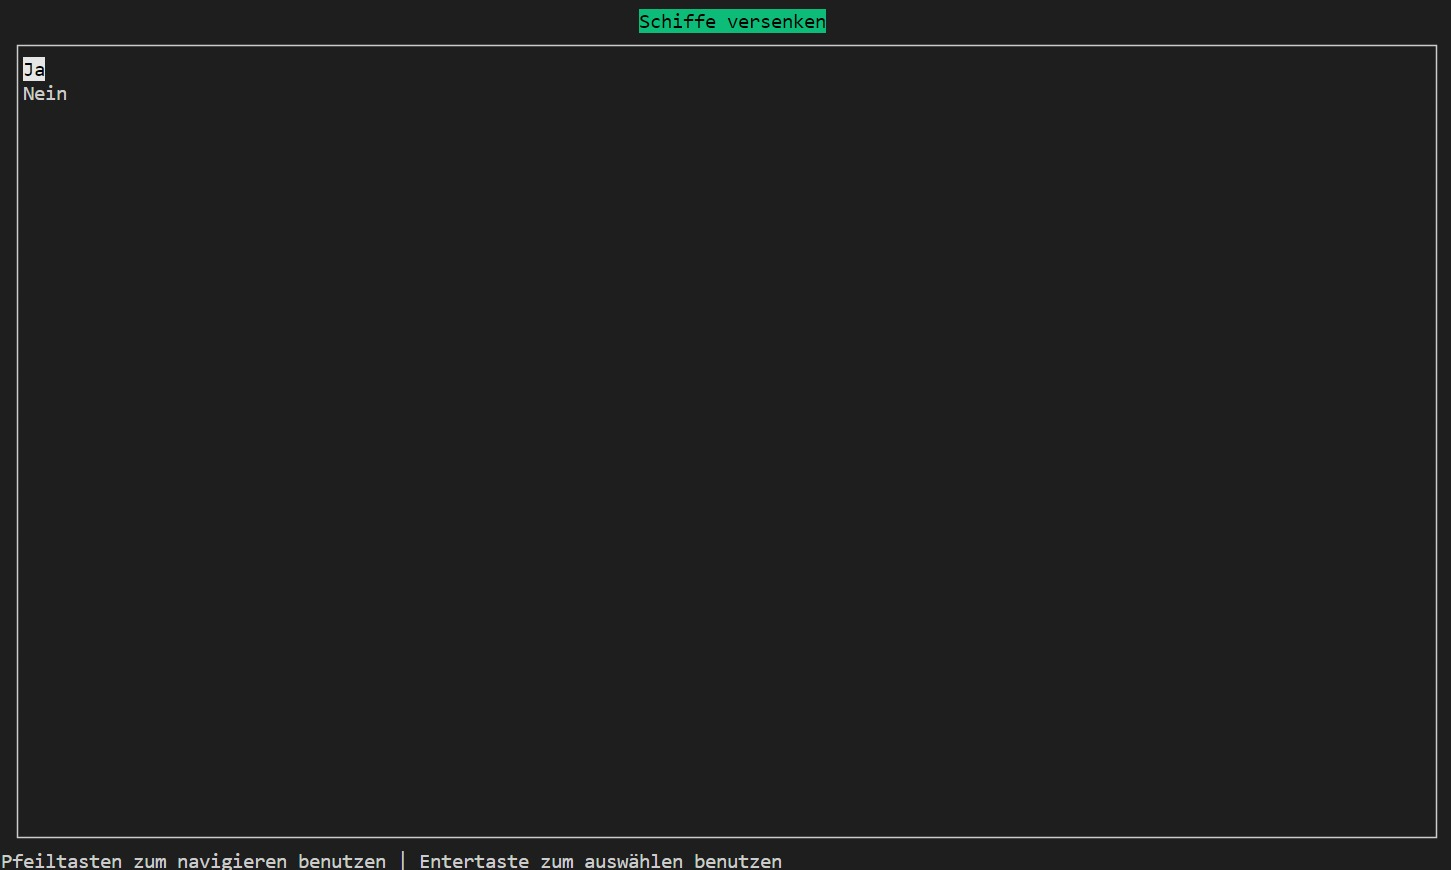 Schiffe versenken
Ja
Nein
Pfeiltasten zum navigieren benutzen | Entertaste zum auswählen benutzen